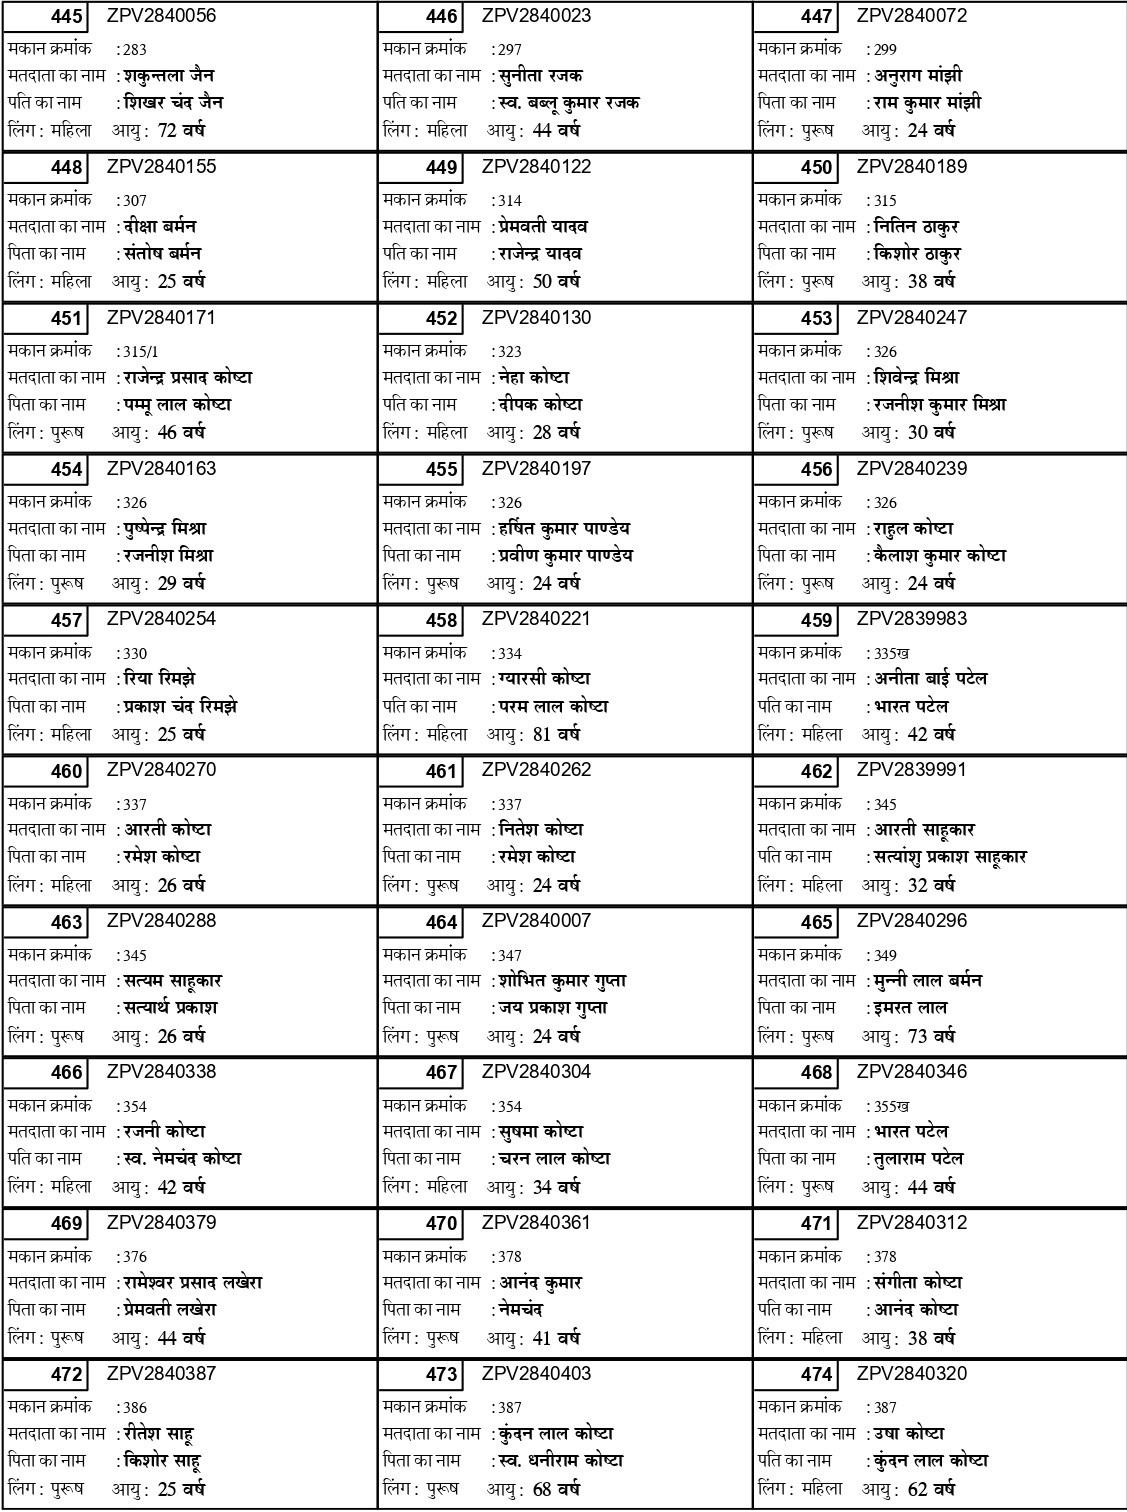 445 ZPV2840056
मकान क्रमांक :283
मतदाता का नाम :शकुन्तला जैन
पति का नाम :शिखर चंद जैन
लिंग: महिला आयु: 72 वर्ष
446 ZPV2840023
मकान क्रमांक :297
मतदाता का नाम :सुनीता रजक
पति का नाम :स्व. बब्लू कुमार रजक
लिंग: महिला आयु: 44 वर्ष
447 ZPV2840072
मकान क्रमांक :299
मतदाता का नाम :अनुराग मांझी
पिता का नाम :राम कुमार मांझी
लिंग: पुरूष आयु: 24 वर्ष
448 ZPV2840155
मकान क्रमांक :307
मतदाता का नाम :दीक्षा बर्मन
पिता का नाम :संतोष बर्मन
लिंग: महिला आयु: 25 वर्ष
449 ZPV2840122
मकान क्रमांक :314
मतदाता का नाम :प्रेमवती यादव
पति का नाम :राजेन्द्र यादव
लिंग: महिला आयु: 50 वर्ष
450 ZPV2840189
मकान क्रमांक :315
मतदाता का नाम :नितिन ठाकुर
पिता का नाम :किशोर ठाकुर
लिंग: पुरूष आयु: 38 वर्ष
451 ZPV2840171
मकान क्रमांक :315/1
मतदाता का नाम :राजेन्द्र प्रसाद कोष्टा
पिता का नाम :पम्मू लाल कोष्टा
लिंग: पुरूष आयु: 46 वर्ष
452 ZPV2840130
मकान क्रमांक :323
मतदाता का नाम :नेहा कोष्टा
पति का नाम :दीपक कोष्टा
लिंग: महिला आयु: 28 वर्ष
453 ZPV2840247
मकान क्रमांक :326
मतदाता का नाम :शिवेन्द्र मिश्रा
पिता का नाम :रजनीश कुमार मिश्रा
लिंग: पुरूष आयु: 30 वर्ष
454 ZPV2840163
मकान क्रमांक :326
मतदाता का नाम :पुष्पेन्द्र मिश्रा
पिता का नाम :रजनीश मिश्रा
लिंग: पुरूष आयु: 29 वर्ष
455 ZPV2840197
मकान क्रमांक :326
मतदाता का नाम :हर्षित कुमार पाण्डेय
पिता का नाम :प्रवीण कुमार पाण्डेय
लिंग: पुरूष आयु: 24 वर्ष
456 ZPV2840239
मकान क्रमांक :326
मतदाता का नाम :राहुल कोष्टा
पिता का नाम :कैलाश कुमार कोष्टा
लिंग: पुरूष आयु: 24 वर्ष
457 ZPV2840254
मकान क्रमांक :330
मतदाता का नाम :रिया रिमझे
पिता का नाम :प्रकाश चंद रिमझे
लिंग: महिला आयु: 25 वर्ष
458 ZPV2840221
मकान क्रमांक :334
मतदाता का नाम :ग्यारसी कोष्टा
पति का नाम :परम लाल कोष्टा
लिंग: महिला आयु: 81 वर्ष
459 ZPV2839983
मकान क्रमांक :335ख
मतदाता का नाम :अनीता बाई पटेल
पति का नाम :भारत पटेल
लिंग: महिला आयु: 42 वर्ष
460 ZPV2840270
मकान क्रमांक :337
मतदाता का नाम :आरती कोष्टा
पिता का नाम :रमेश कोष्टा
लिंग: महिला आयु: 26 वर्ष
461 ZPV2840262
मकान क्रमांक :337
मतदाता का नाम :नितेश कोष्टा
पिता का नाम :रमेश कोष्टा
लिंग: पुरूष आयु: 24 वर्ष
462 ZPV2839991
मकान क्रमांक :345
मतदाता का नाम :आरती साहूकार
पति का नाम :सत्यांशु प्रकाश साहूकार
लिंग: महिला आयु: 32 वर्ष
463 ZPV2840288
मकान क्रमांक :345
मतदाता का नाम :सत्यम साहूकार
पिता का नाम :सत्यार्थ प्रकाश
लिंग: पुरूष आयु: 26 वर्ष
464 ZPV2840007
मकान क्रमांक :347
मतदाता का नाम :शोभित कुमार गुप्ता
पिता का नाम :जय प्रकाश गुप्ता
लिंग: पुरूष आयु: 24 वर्ष
465 ZPV2840296
मकान क्रमांक :349
मतदाता का नाम :मुन्नी लाल बर्मन
पिता का नाम :इमरत लाल
लिंग: पुरूष आयु: 73 वर्ष
466 ZPV2840338
मकान क्रमांक :354
मतदाता का नाम :रजनी कोष्टा
पति का नाम :स्व. नेमचंद कोष्टा
लिंग: महिला आयु: 42 वर्ष
467 ZPV2840304
मकान क्रमांक :354
मतदाता का नाम :सुषमा कोष्टा
पिता का नाम :चरन लाल कोष्टा
लिंग: महिला आयु: 34 वर्ष
468 ZPV2840346
मकान क्रमांक :355ख
मतदाता का नाम :भारत पटेल
पिता का नाम :तुलाराम पटेल
लिंग: पुरूष आयु: 44 वर्ष
469 ZPV2840379
मकान क्रमांक :376
मतदाता का नाम :रामेश्वर प्रसाद लखेरा
पिता का नाम :प्रेमवती लखेरा
लिंग: पुरूष आयु: 44 वर्ष
470 ZPV2840361
मकान क्रमांक :378
मतदाता का नाम :आनंद कुमार
पिता का नाम :नेमचंद
लिंग: पुरूष आयु: 41 वर्ष
471 ZPV2840312
मकान क्रमांक :378
मतदाता का नाम :संगीता कोष्टा
पति का नाम :आनंद कोष्टा
लिंग: महिला आयु: 38 वर्ष
472 ZPV2840387
मकान क्रमांक :386
मतदाता का नाम :रीतेश साहू
पिता का नाम :किशोर साहू
लिंग: पुरूष आयु: 25 वर्ष
473 ZPV2840403
मकान क्रमांक :387
मतदाता का नाम :कुंदन लाल कोष्टा
पिता का नाम :स्व. धनीराम कोष्टा
लिंग: पुरूष आयु: 68 वर्ष
474 ZPV2840320
मकान क्रमांक :387
मतदाता का नाम :उषा कोष्टा
पति का नाम :कुंदन लाल कोष्टा
लिंग: महिला आयु: 62 वर्ष